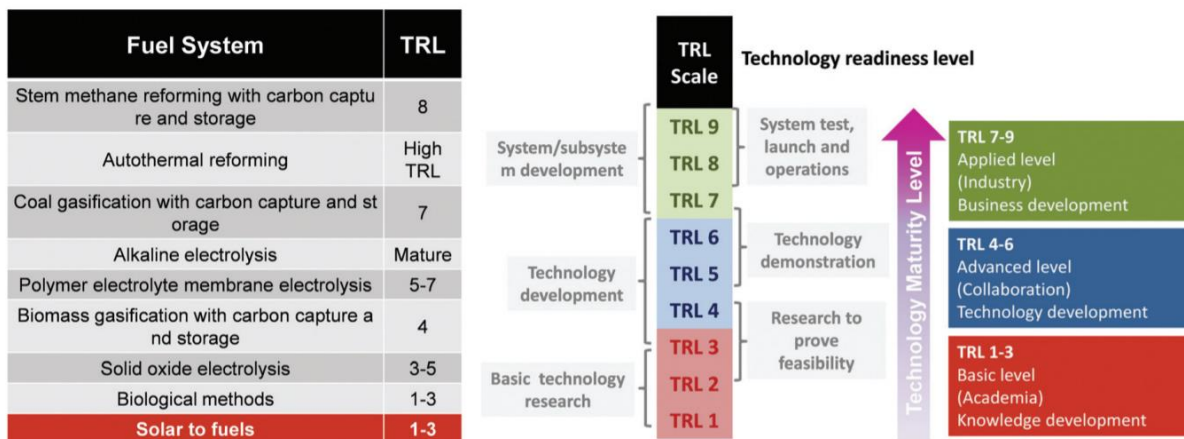 Fuel System TRL
Stem methane reforming with carbon captu
re and storage
8
Autothermal reforming
High
TRL
Coal gasification with carbon capture and st
orage
7
Alkaline electrolysis Mature
Polymer electrolyte membrane electrolysis 5-7
Biomass gasification with carbon capture a
nd storage
4
Solid oxide electrolysis 3-5
Biological methods 1-3
Solar to fuels 1-3
TRL
Scale
Technology readiness level
System/subsyste
m development
Technology
development
Basic technology
research
TRL 9
TRL 8
TRL 7
TRL 6
TRL 5
TRL 4
TRL 3
TRL 2
TRL 1
System test,
launch and
operations
Technology
demonstration
Research to
prove
feasibility
Technology Maturity Level
TRL 7-9
Applied level
(Industry)
Business development
TRL 4-6
Advanced level
(Collaboration)
Technology development
TRL 1-3
Basic level
(Academia)
Knowledge development